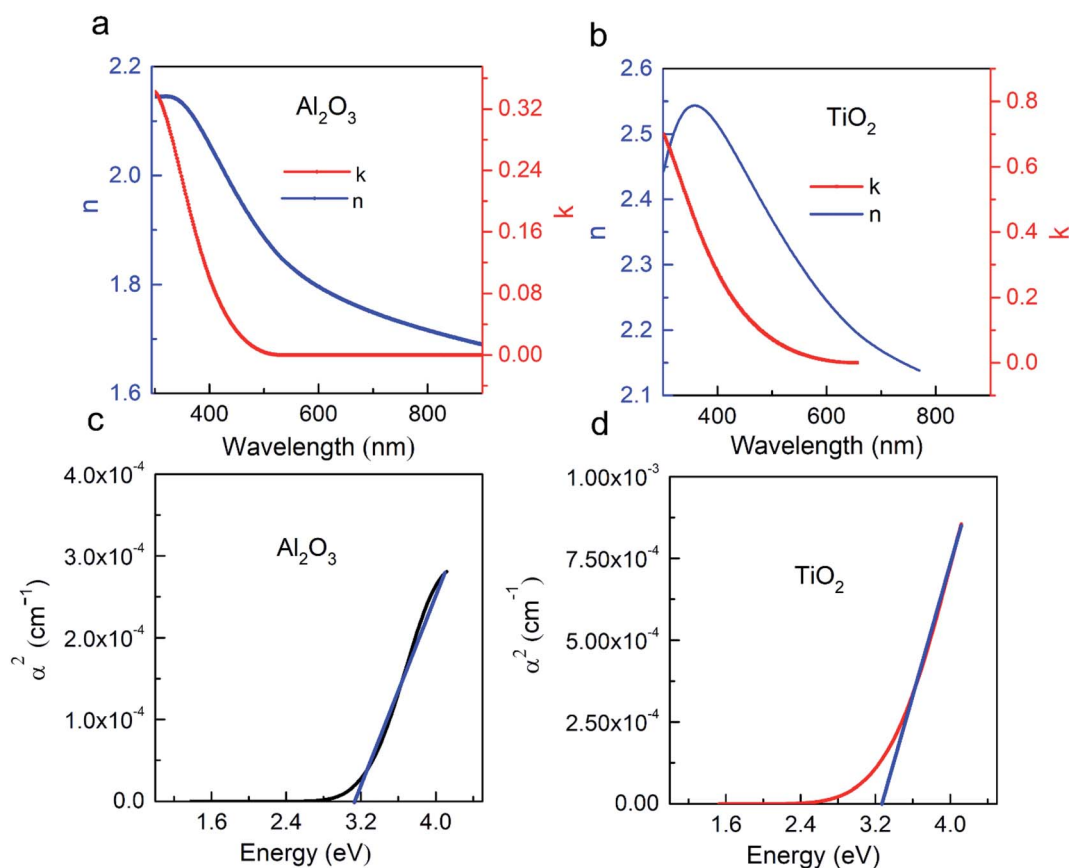 a
2.2
2.0
1.8
1.6
n
Al₂O₃
k
n
0.32
0.24
0.16
0.08
0.00
k
400 600 800
Wavelength (nm)
b
2.6
2.5
2.4
2.3
2.2
2.1
n
TiO₂
k
n
0.8
0.6
0.4
0.2
0.0
k
400 600 800
Wavelength (nm)
c
4.0x10⁻⁴
3.0x10⁻⁴
2.0x10⁻⁴
1.0x10⁻⁴
0.0
α² (cm⁻¹)
Al₂O₃
1.6 2.4 3.2 4.0
Energy (eV)
d
1.00x10⁻³
7.50x10⁻⁴
5.00x10⁻⁴
2.50x10⁻⁴
0.00
α² (cm⁻¹)
TiO₂
1.6 2.4 3.2 4.0
Energy (eV)